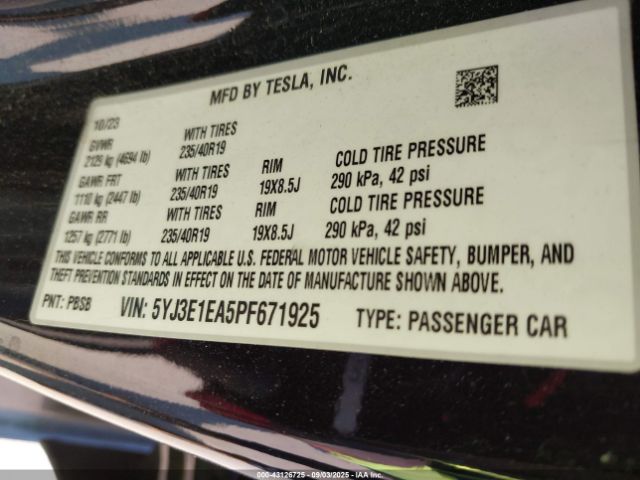 MFD BY TESLA, INC.
10/23
GVWR WITH TIRES
2129 kg (4694 lb) 235/40R19
GAWR FRT WITH TIRES RIM COLD TIRE PRESSURE
1110 kg (2447 lb) 235/40R19 19X8.5J 290 kPa, 42 psi
GAWR RR WITH TIRES RIM COLD TIRE PRESSURE
1257 kg (2771 lb) 235/40R19 19X8.5J 290 kPa, 42 psi
THIS VEHICLE CONFORMS TO ALL APPLICABLE U.S. FEDERAL MOTOR VEHICLE SAFETY, BUMPER, AND
THEFT PREVENTION STANDARDS IN EFFECT ON THE DATE OF MANUFACTURE SHOWN ABOVE.
PNT: PBSB VIN: 5YJ3E1EA5PF671925 TYPE: PASSENGER CAR
000-43126725 - 09/03/2025 - IAA Inc.